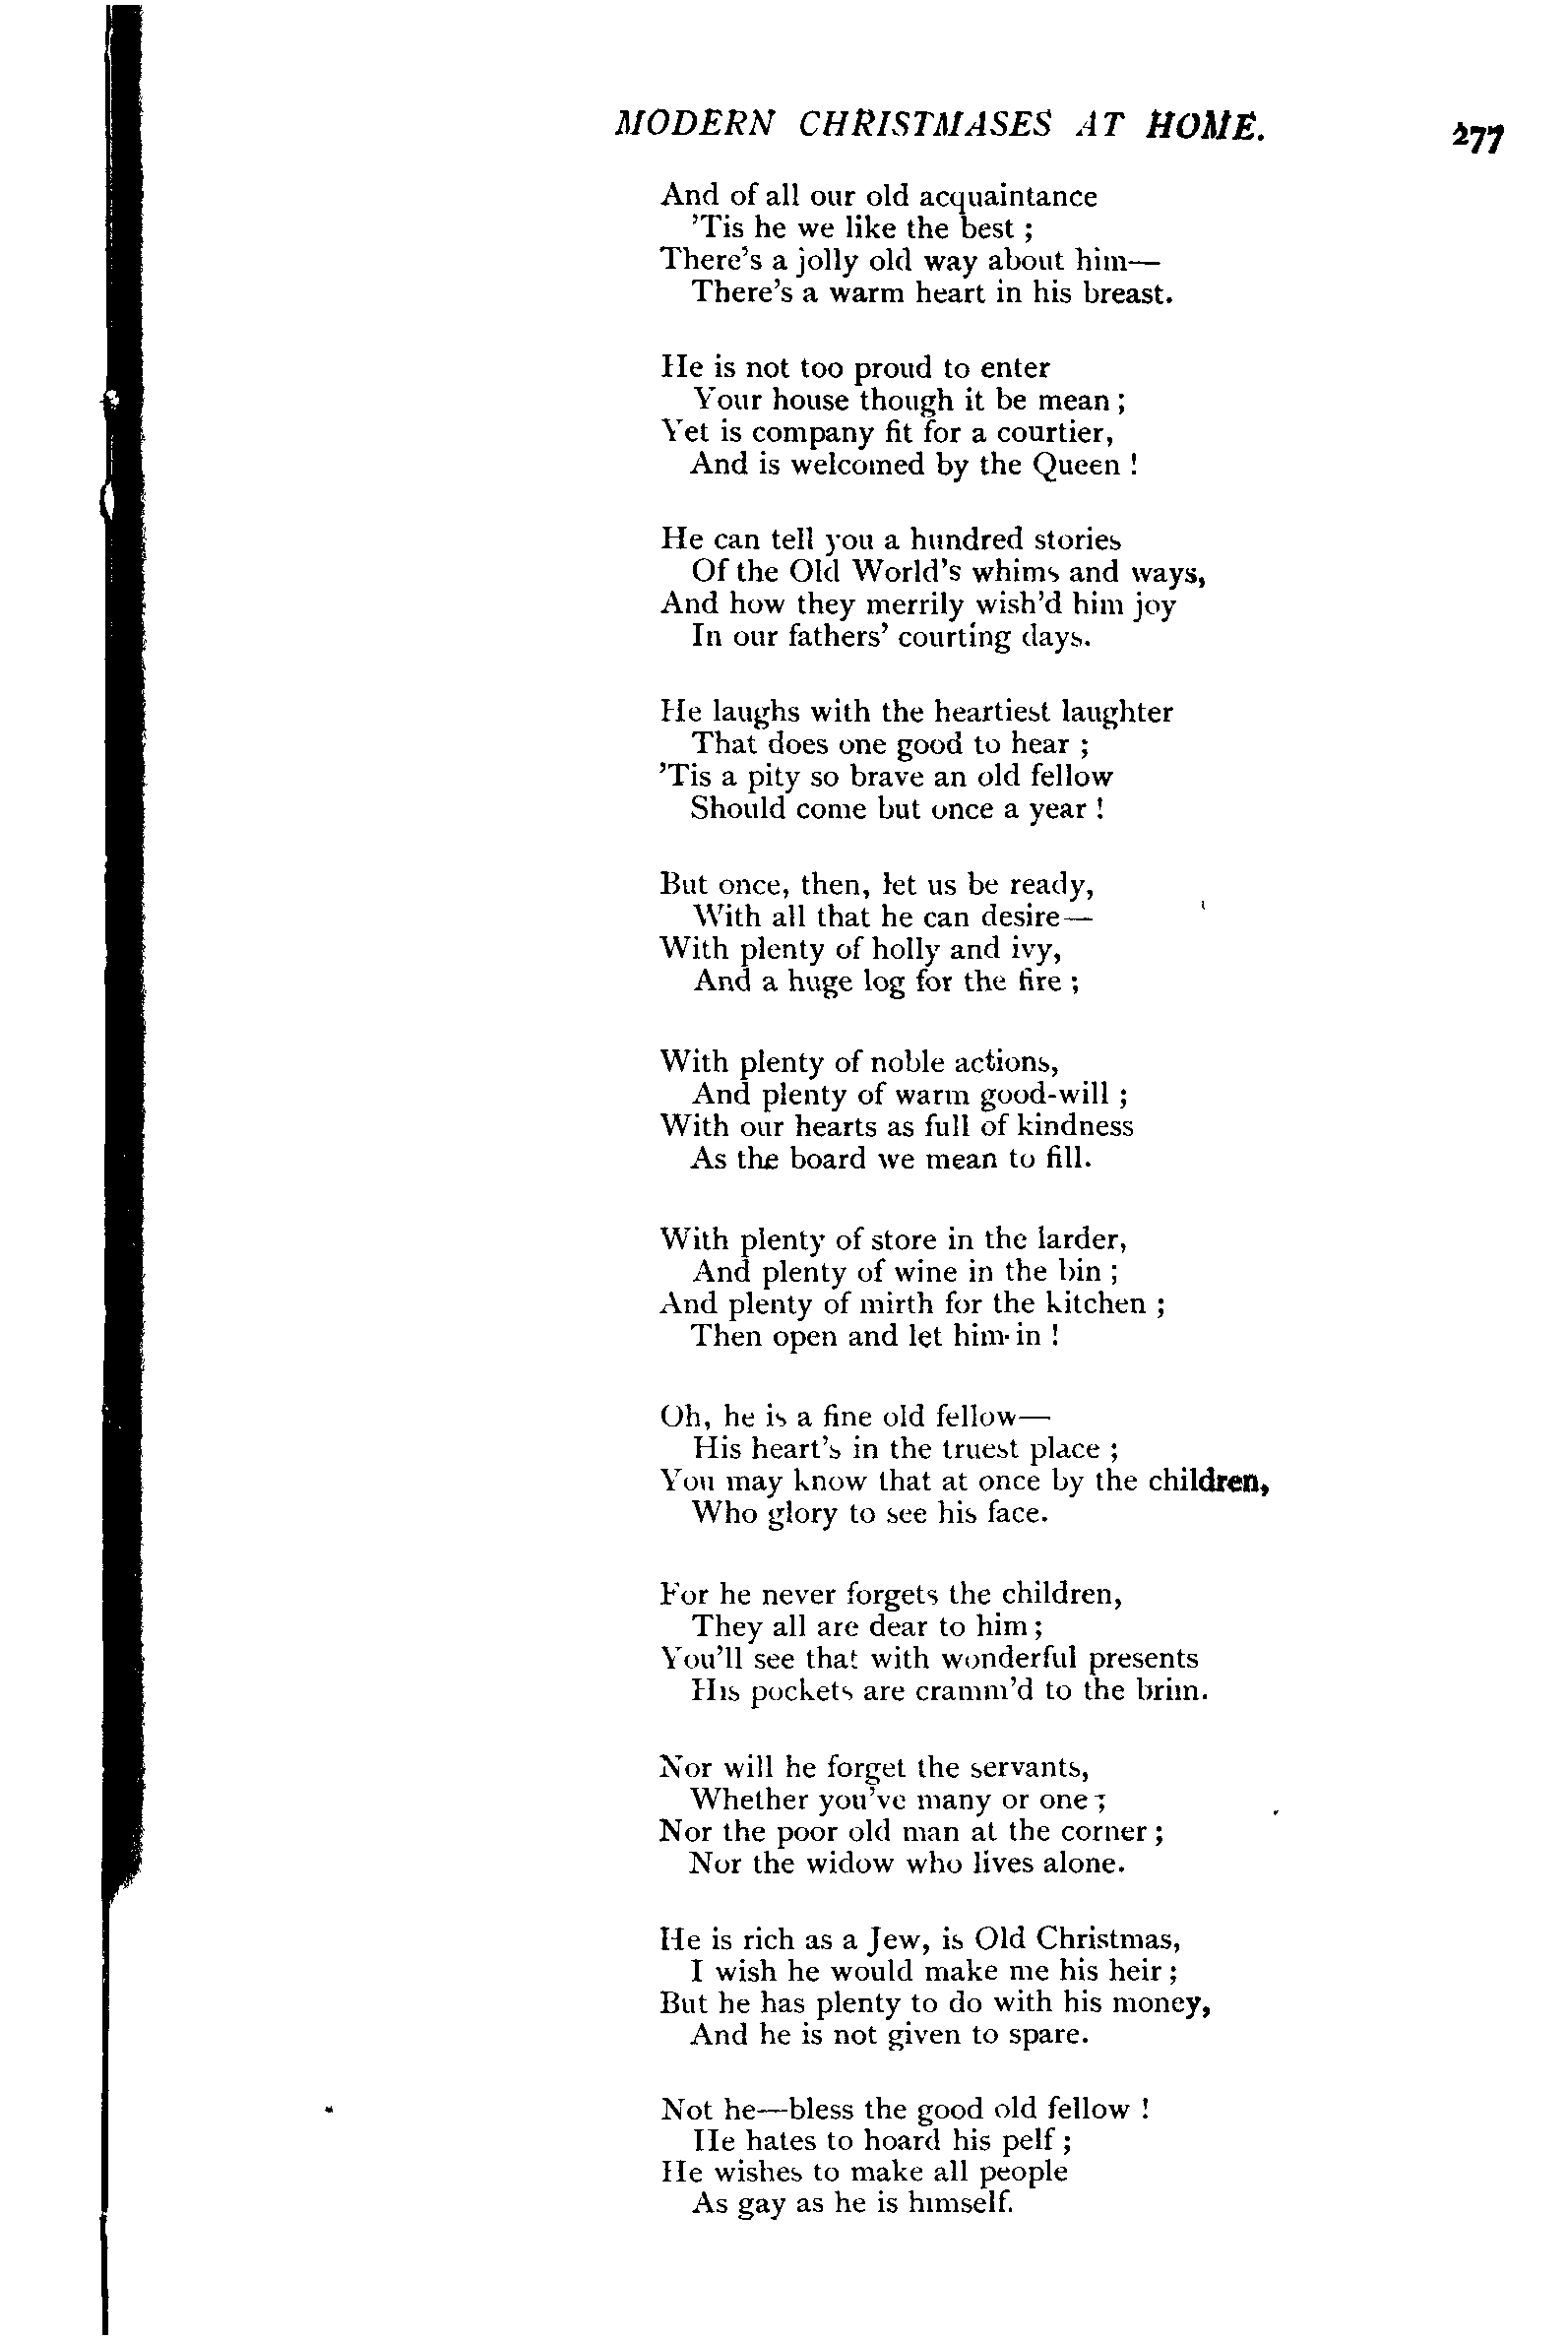 MODERN CHRISTMASES AT HOME. 277
And of all our old acquaintance
'Tis he we like the best ;
There's a jolly old way about him—
There's a warm heart in his breast.
He is not too proud to enter
Your house though it be mean ;
Yet is company fit for a courtier,
And is welcomed by the Queen !
He can tell you a hundred stories
Of the Old World's whims and ways,
And how they merrily wish'd him joy
In our fathers' courting days.
He laughs with the heartiest laughter
That does one good to hear ;
'Tis a pity so brave an old fellow
Should come but once a year !
But once, then, let us be ready,
With all that he can desire—
With plenty of holly and ivy,
And a huge log for the fire ;
With plenty of noble actions,
And plenty of warm good-will ;
With our hearts as full of kindness
As the board we mean to fill.
With plenty of store in the larder,
And plenty of wine in the bin ;
And plenty of mirth for the kitchen ;
Then open and let him in !
Oh, he is a fine old fellow—
His heart's in the truest place ;
You may know that at once by the children,
Who glory to see his face.
For he never forgets the children,
They all are dear to him ;
You'll see that with wonderful presents
His pockets are cramm'd to the brim.
Nor will he forget the servants,
Whether you've many or one ;
Nor the poor old man at the corner ;
Nor the widow who lives alone.
He is rich as a Jew, is Old Christmas,
I wish he would make me his heir ;
But he has plenty to do with his money,
And he is not given to spare.
Not he—bless the good old fellow !
He hates to hoard his pelf ;
He wishes to make all people
As gay as he is himself.